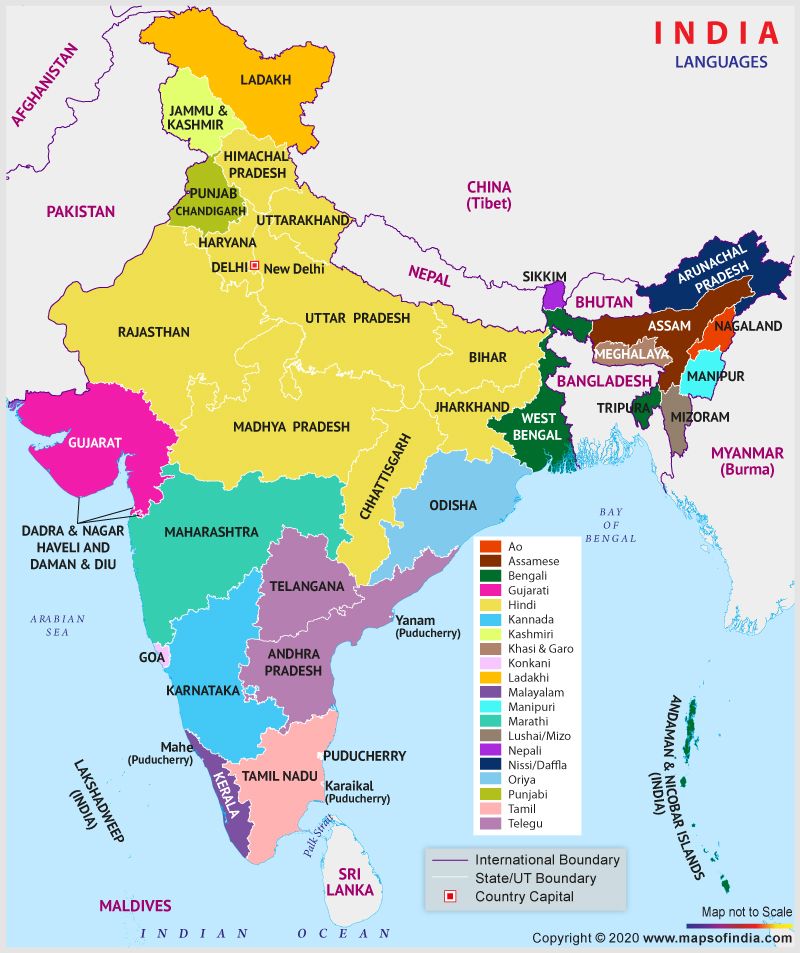 INDIA
LANGUAGES
AFGHANISTAN
LADAKH
JAMMU &
KASHMIR
HIMACHAL
PRADESH
PUNJAB
CHANDIGARH
PAKISTAN
CHINA
(Tibet)
UTTARAKHAND
HARYANA
DELHI
New Delhi
NEPAL
SIKKIM
BHUTAN
ARUNACHAL
PRADESH
RAJASTHAN
UTTAR PRADESH
ASSAM
NAGALAND
BIHAR
MEGHALAYA
MANIPUR
BANGLADESH
JHARKHAND
TRIPURA
MIZORAM
GUJARAT
MADHYA PRADESH
WEST
BENGAL
MYANMAR
(Burma)
CHHATTISGARH
ODISHA
DADRA & NAGAR
HAVELI AND
DAMAN & DIU
MAHARASHTRA
BAY
OF
BENGAL
TELANGANA
ARABIAN
SEA
Yanam
(Puducherry)
GOA
ANDHRA
PRADESH
KARNATAKA
Ao
Assamese
Bengali
Gujarati
Hindi
Kannada
Kashmiri
Khasi & Garo
Konkani
Ladakhi
Malayalam
Manipuri
Marathi
Lushai/Mizo
Nepali
Nissi/Daffla
Oriya
Punjabi
Tamil
Telegu
Mahe
(Puducherry)
PUDUCHERRY
TAMIL NADU
KERALA
Karaikal
(Puducherry)
LAKSHADWEEP
(INDIA)
ANDAMAN & NICOBAR ISLANDS
(INDIA)
Palk Strait
SRI
LANKA
MALDIVES
INDIAN OCEAN
International Boundary
State/UT Boundary
Country Capital
Map not to Scale
Copyright © 2020 www.mapsofindia.com